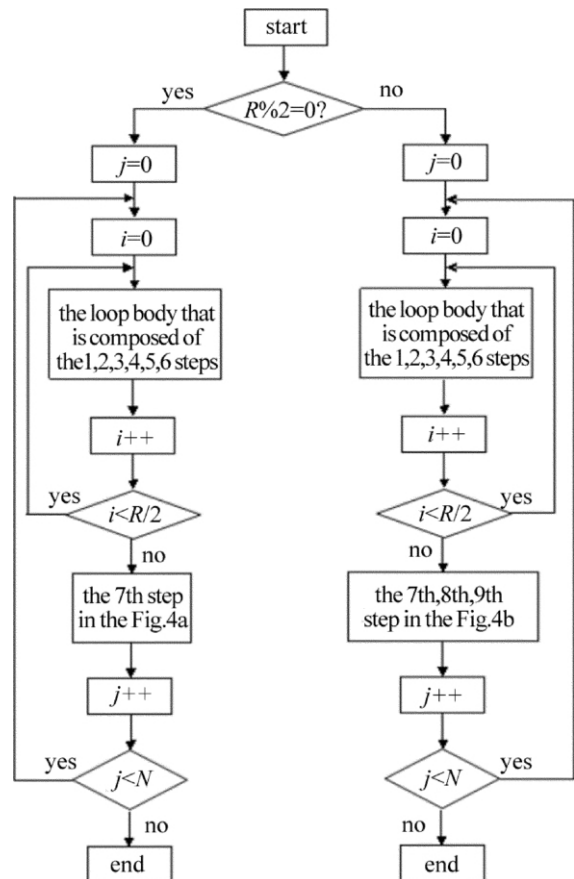 start
yes
R%2=0?
no
j=0
i=0
the loop body that
is composed of
the1,2,3,4,5,6 steps
i++
yes
i<R/2
no
the 7th step
in the Fig.4a
j++
yes
j<N
no
end
j=0
i=0
the loop body that
is composed of
the 1,2,3,4,5,6 steps
i++
yes
i<R/2
no
the 7th,8th,9th
step in the Fig.4b
j++
yes
j<N
no
end